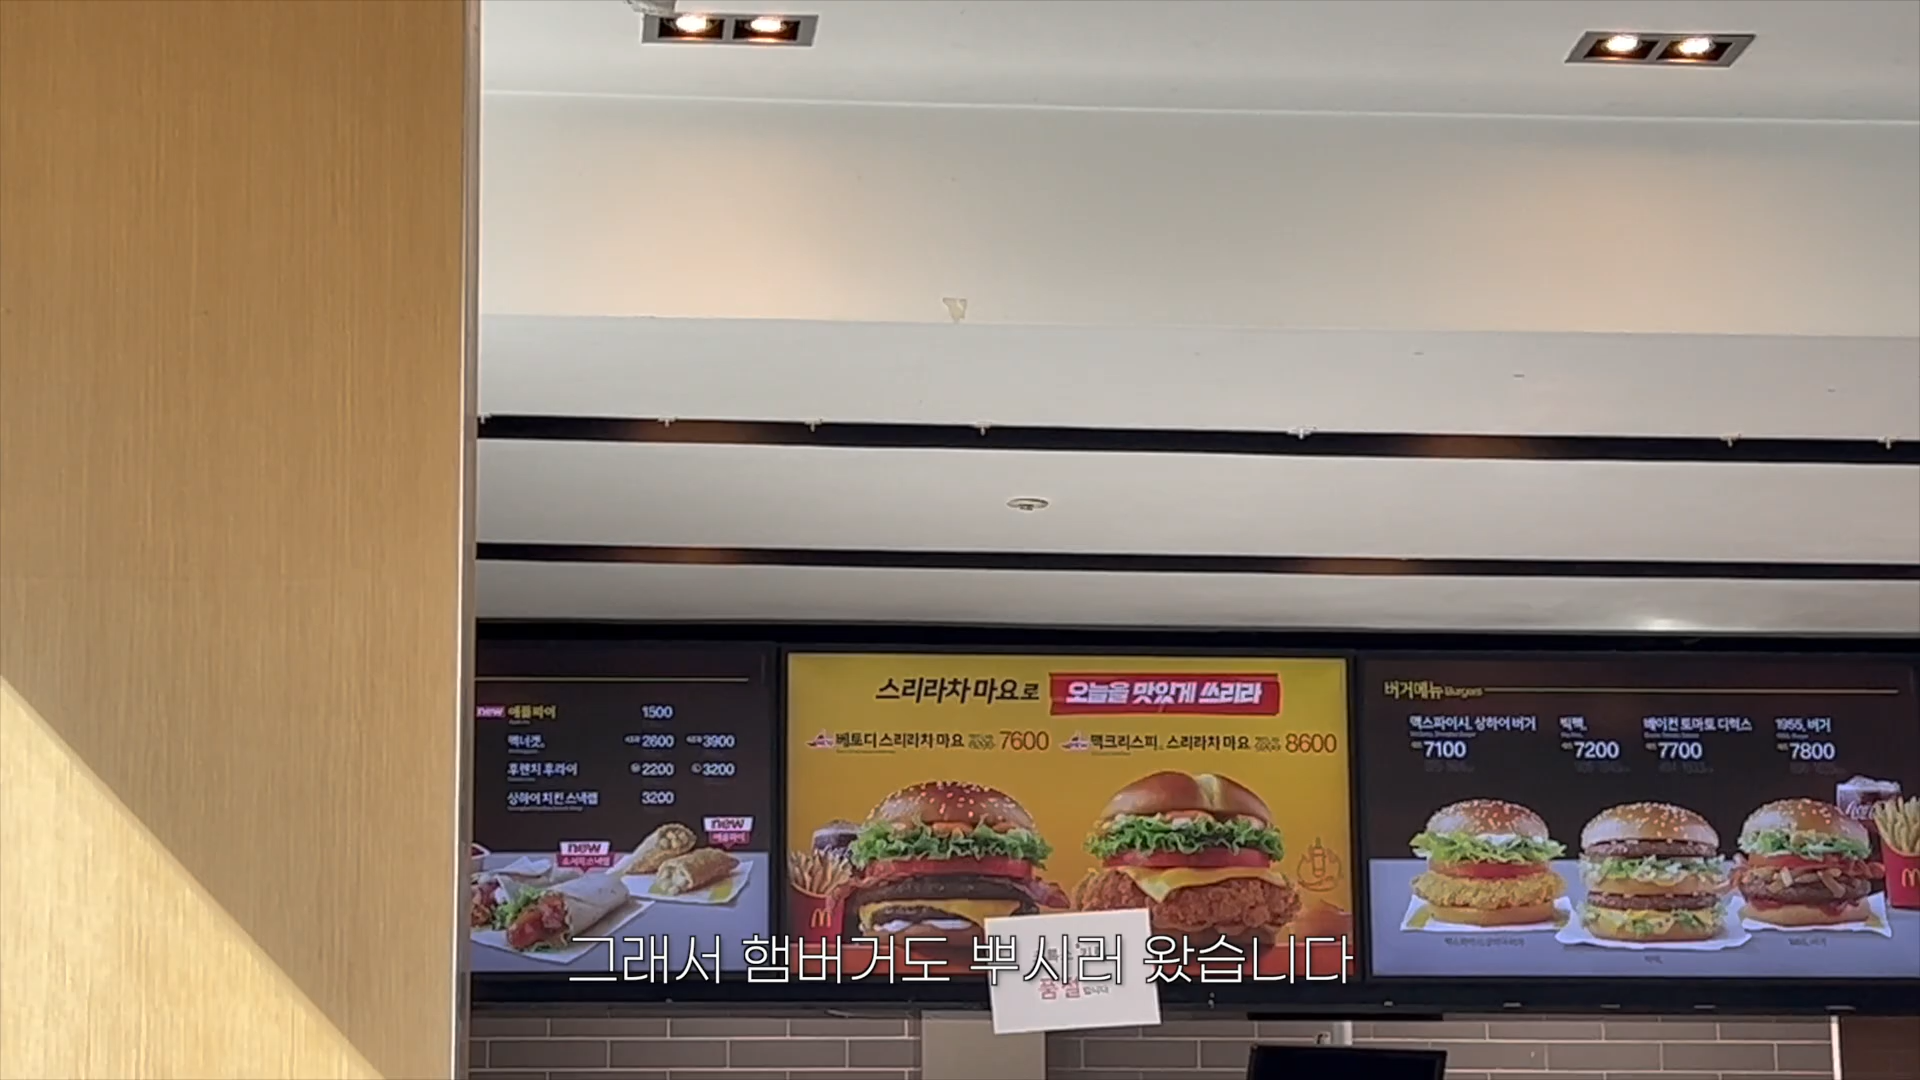 new 애플파이 1500
맥너겟 2600 3900
후렌치 후라이 2200 3200
상하이 치킨 스낵랩 3200
new
new
스리라차 마요로 오늘을 맛있게 쓰리라
베토디 스리라차 마요 7600
맥크리스피 스리라차 마요 8600
버거메뉴 Burgers
맥스파이시 상하이 버거 빅맥 베이컨 토마토 디럭스 1955 버거
7100 7200 7700 7800
그래서 햄버거도 뿌시러 왔습니다
품절입니다